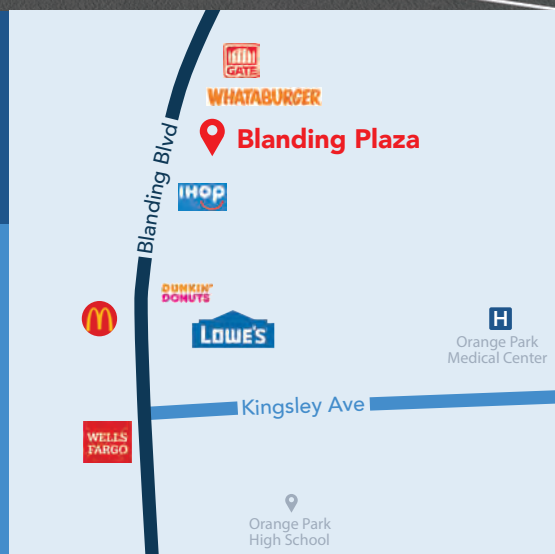 GATE
WHATABURGER
Blanding Plaza
Blanding Blvd
IHOP
DUNKIN'
DONUTS
M
LOWE'S
H
Orange Park
Medical Center
Kingsley Ave
WELLS
FARGO
Orange Park
High School